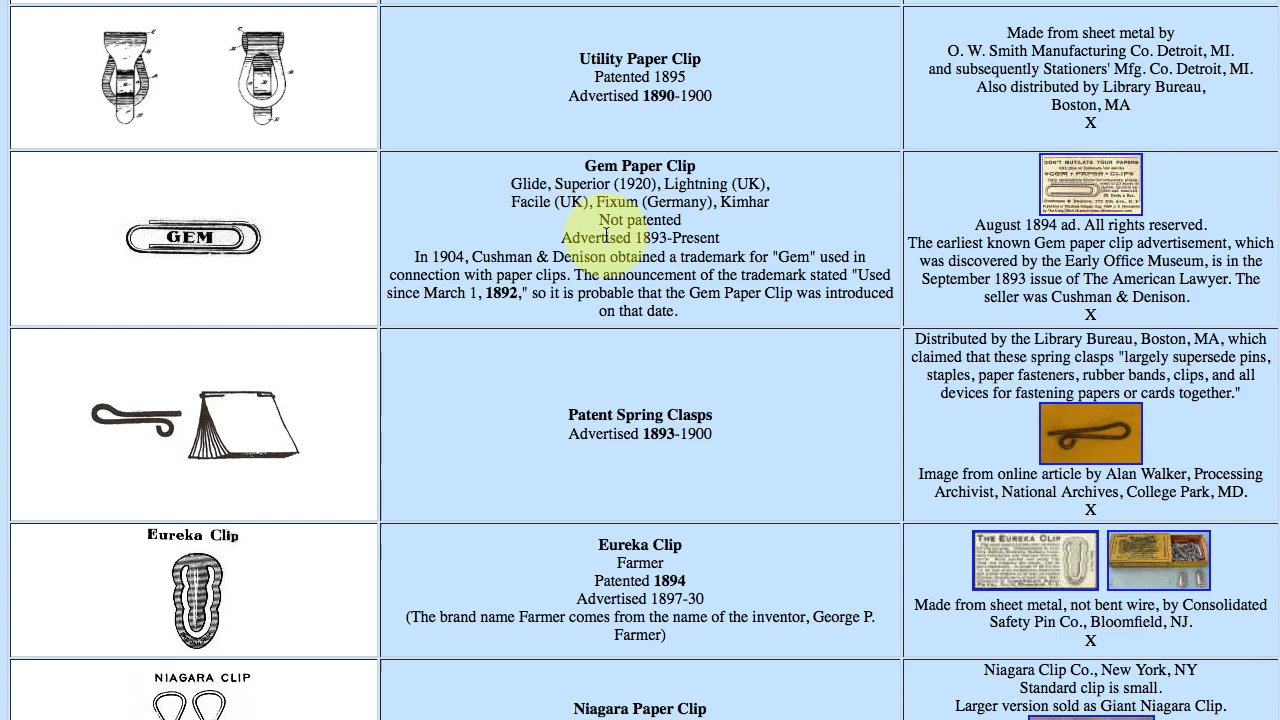 Utility Paper Clip
Patented 1895
Advertised 1890-1900
Made from sheet metal by
O. W. Smith Manufacturing Co. Detroit, MI.
and subsequently Stationers' Mfg. Co. Detroit, MI.
Also distributed by Library Bureau,
Boston, MA
X
GEM
Gem Paper Clip
Glide, Superior (1920), Lightning (UK),
Facile (UK), Fixum (Germany), Kimhar
Not patented
Advertised 1893-Present
In 1904, Cushman & Denison obtained a trademark for "Gem" used in
connection with paper clips. The announcement of the trademark stated "Used
since March 1, 1892," so it is probable that the Gem Paper Clip was introduced
on that date.
DON'T MUTILATE YOUR PAPERS
GEM PAPER CLIPS
August 1894 ad. All rights reserved.
The earliest known Gem paper clip advertisement, which
was discovered by the Early Office Museum, is in the
September 1893 issue of The American Lawyer. The
seller was Cushman & Denison.
X
Patent Spring Clasps
Advertised 1893-1900
Distributed by the Library Bureau, Boston, MA, which
claimed that these spring clasps "largely supersede pins,
staples, paper fasteners, rubber bands, clips, and all
devices for fastening papers or cards together."
Image from online article by Alan Walker, Processing
Archivist, National Archives, College Park, MD.
X
Eureka Clip
Eureka Clip
Farmer
Patented 1894
Advertised 1897-30
(The brand name Farmer comes from the name of the inventor, George P.
Farmer)
THE EUREKA CLIP
Made from sheet metal, not bent wire, by Consolidated
Safety Pin Co., Bloomfield, NJ.
X
NIAGARA CLIP
Niagara Paper Clip
Niagara Clip Co., New York, NY
Standard clip is small.
Larger version sold as Giant Niagara Clip.